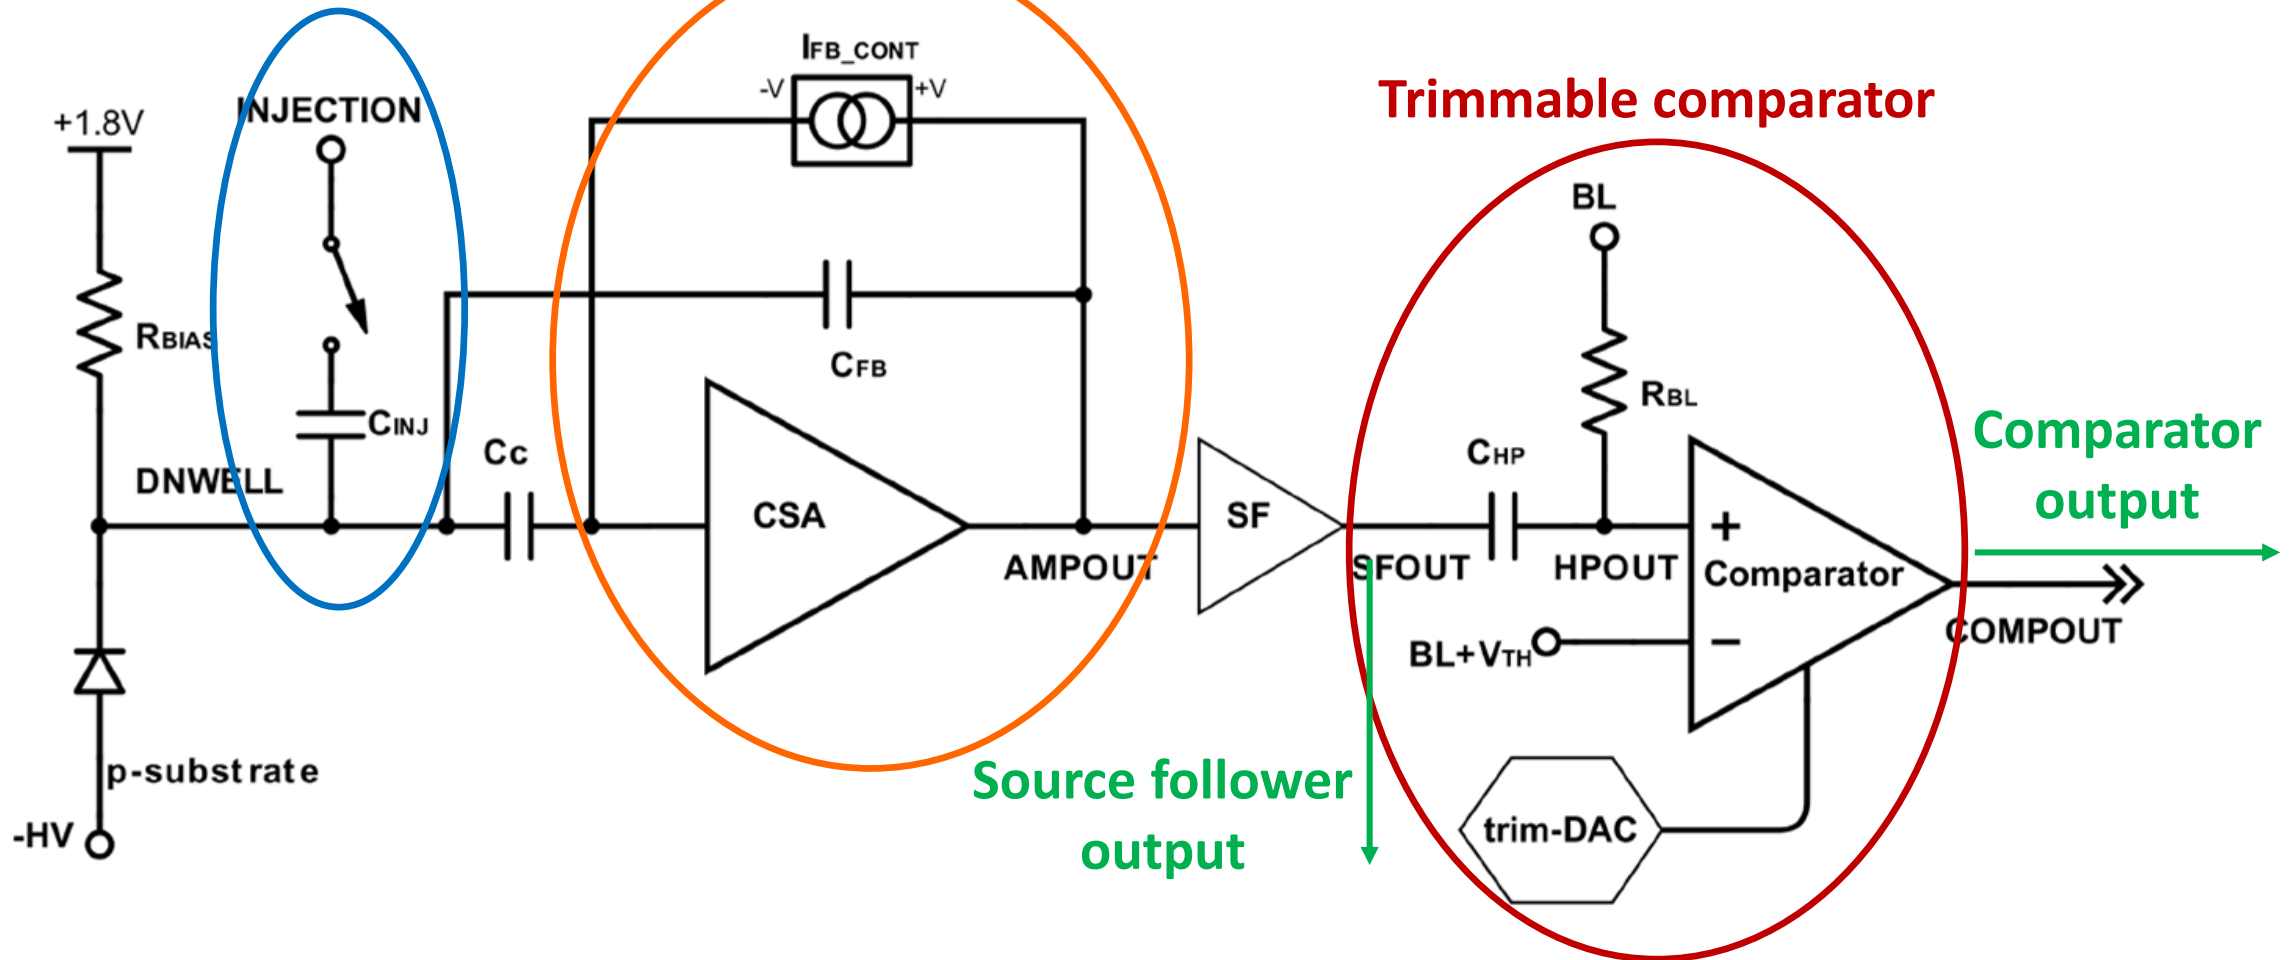 IFB_CONT
-V
+V
+1.8V
INJECTION
Trimmable comparator
BL
RBIAS
CFB
RBL
CINJ
Cc
CHP
Comparator
output
DNWELL
CSA
SF
+
AMPOUT
SFOUT
HPOUT
Comparator
BL+VTH
−
COMPOUT
p-substrate
Source follower
output
-HV
trim-DAC